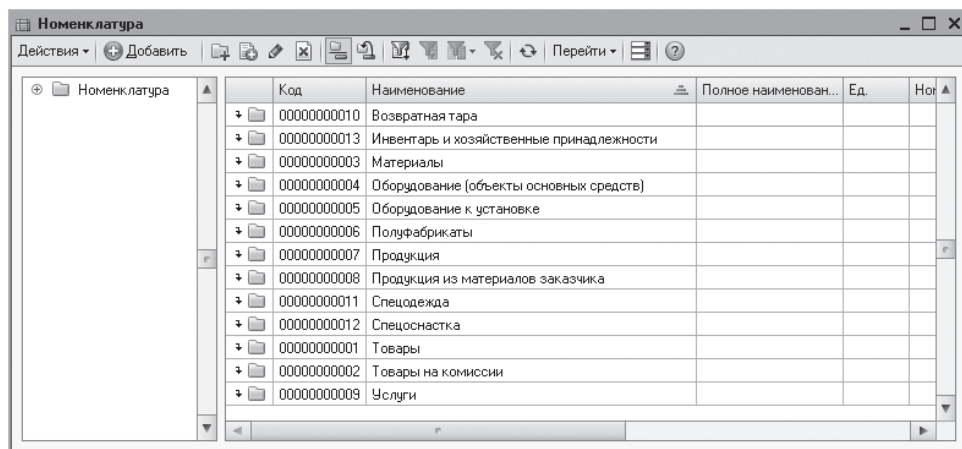 Номенклатура
Действия Добавить Перейти
Номенклатура
Код Наименование Полное наименован... Ед. Ном
00000000010 Возвратная тара
00000000013 Инвентарь и хозяйственные принадлежности
00000000003 Материалы
00000000004 Оборудование (объекты основных средств)
00000000005 Оборудование к установке
00000000006 Полуфабрикаты
00000000007 Продукция
00000000008 Продукция из материалов заказчика
00000000011 Спецодежда
00000000012 Спецоснастка
00000000001 Товары
00000000002 Товары на комиссии
00000000009 Услуги